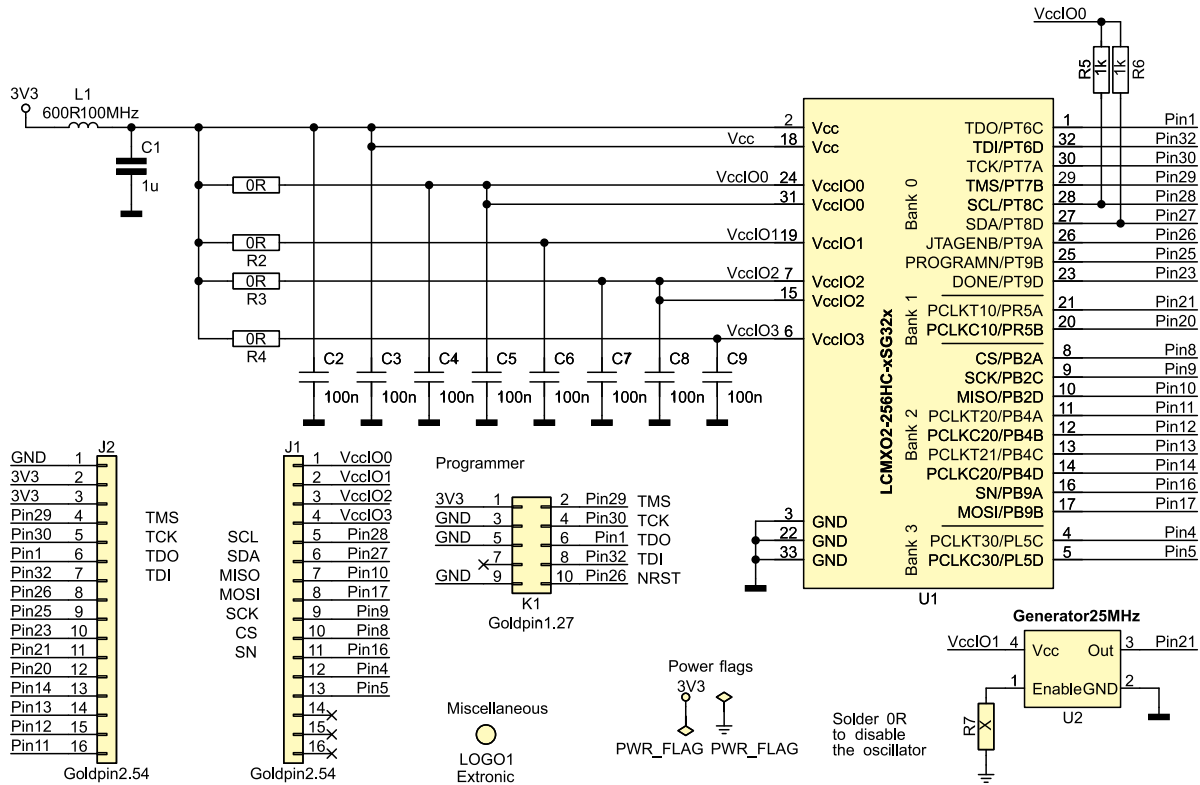 3V3
L1
600R100MHz
C1
1u
0R
0R
R2
0R
R3
0R
R4
Vcc
VccIO0
VccIO1
VccIO2
VccIO3
C2
100n
C3
100n
C4
100n
C5
100n
C6
100n
C7
100n
C8
100n
C9
100n
VccIO0
R5
1k
1k
R6
2 Vcc
18 Vcc
24 VccIO0
31 VccIO0
19 VccIO1
7 VccIO2
15 VccIO2
6 VccIO3
3 GND
22 GND
33 GND
LCMXO2-256HC-xSG32x
Bank 0
TDO/PT6C 1 Pin1
TDI/PT6D 32 Pin32
TCK/PT7A 30 Pin30
TMS/PT7B 29 Pin29
SCL/PT8C 28 Pin28
SDA/PT8D 27 Pin27
JTAGENB/PT9A 26 Pin26
PROGRAMN/PT9B 25 Pin25
DONE/PT9D 23 Pin23
Bank 1
PCLKT10/PR5A 21 Pin21
PCLKC10/PR5B 20 Pin20
Bank 2
CS/PB2A 8 Pin8
SCK/PB2C 9 Pin9
MISO/PB2D 10 Pin10
PCLKT20/PB4A 11 Pin11
PCLKC20/PB4B 12 Pin12
PCLKT21/PB4C 13 Pin13
PCLKC20/PB4D 14 Pin14
SN/PB9A 16 Pin16
MOSI/PB9B 17 Pin17
Bank 3
PCLKT30/PL5C 4 Pin4
PCLKC30/PL5D 5 Pin5
U1
J2
GND 1
3V3 2
3V3 3
Pin29 4 TMS
Pin30 5 TCK
Pin1 6 TDO
Pin32 7 TDI
Pin26 8
Pin25 9
Pin23 10
Pin21 11
Pin20 12
Pin14 13
Pin13 14
Pin12 15
Pin11 16
Goldpin2.54
J1
1 VccIO0
2 VccIO1
3 VccIO2
4 VccIO3
SCL 5 Pin28
SDA 6 Pin27
MISO 7 Pin10
MOSI 8 Pin17
SCK 9 Pin9
CS 10 Pin8
SN 11 Pin16
12 Pin4
13 Pin5
14
15
16
Goldpin2.54
Programmer
3V3 1 2 Pin29 TMS
GND 3 4 Pin30 TCK
GND 5 6 Pin1 TDO
7 8 Pin32 TDI
GND 9 10 Pin26 NRST
K1
Goldpin1.27
Miscellaneous
LOGO1
Extronic
Power flags
3V3
PWR_FLAG PWR_FLAG
Generator25MHz
VccIO1 4 Vcc Out 3 Pin21
1 Enable GND 2
U2
R7
X
Solder 0R
to disable
the oscillator